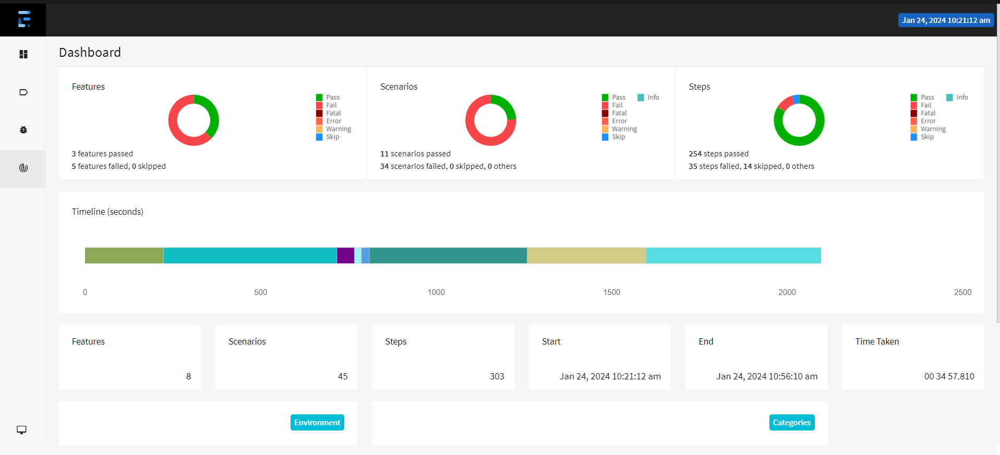 Jan 24, 2024 10:21:12 am
Dashboard
Features
Pass
Fail
Fatal
Error
Warning
Skip
3 features passed
5 features failed, 0 skipped
Scenarios
Pass Info
Fail
Fatal
Error
Warning
Skip
11 scenarios passed
34 scenarios failed, 0 skipped, 0 others
Steps
Pass Info
Fail
Fatal
Error
Warning
Skip
254 steps passed
35 steps failed, 14 skipped, 0 others
Timeline (seconds)
0 500 1000 1500 2000 2500
Features
8
Scenarios
45
Steps
303
Start
Jan 24, 2024 10:21:12 am
End
Jan 24, 2024 10:56:10 am
Time Taken
00 34 57.810
Environment
Categories